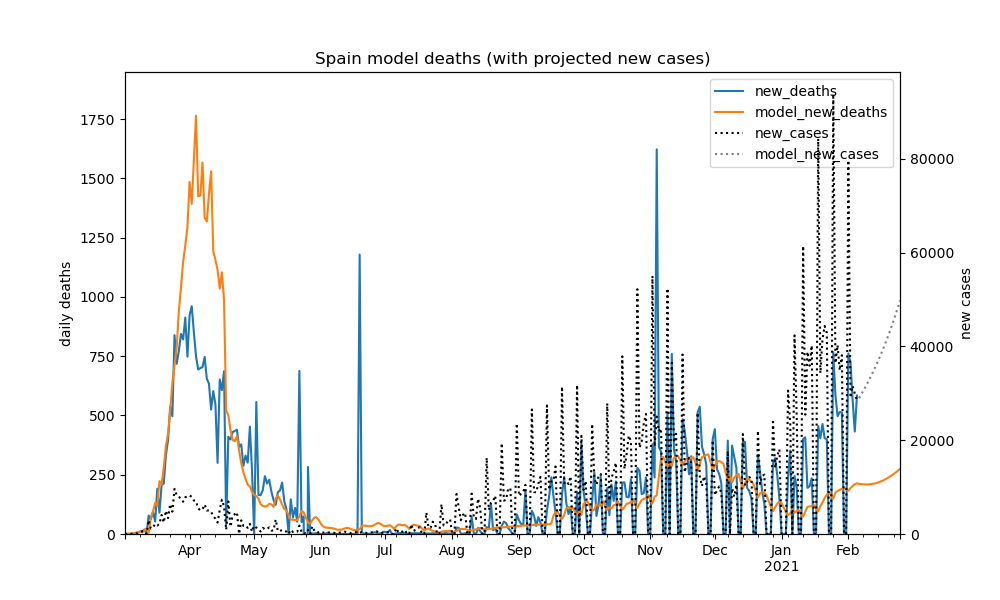 Spain model deaths (with projected new cases)
new_deaths
model_new_deaths
new_cases
model_new_cases
1750
1500
1250
1000
750
500
250
0
daily deaths
80000
60000
40000
20000
0
new cases
Apr May Jun Jul Aug Sep Oct Nov Dec Jan Feb
2021